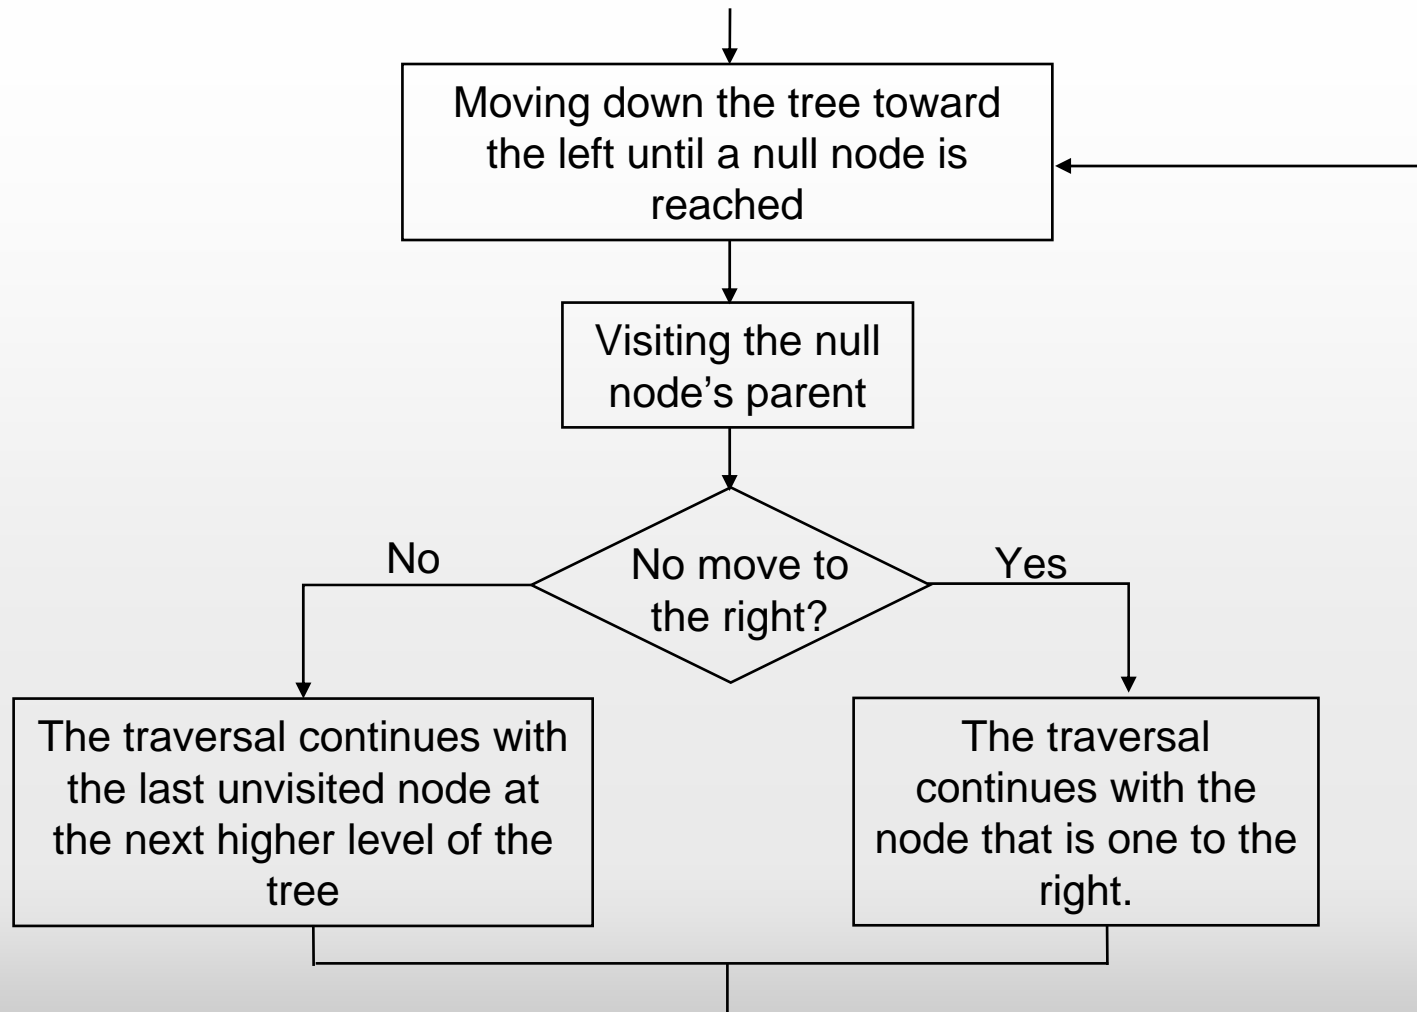 Moving down the tree toward
the left until a null node is
reached
Visiting the null
node’s parent
No
No move to
the right?
Yes
The traversal continues with
the last unvisited node at
the next higher level of the
tree
The traversal
continues with the
node that is one to the
right.